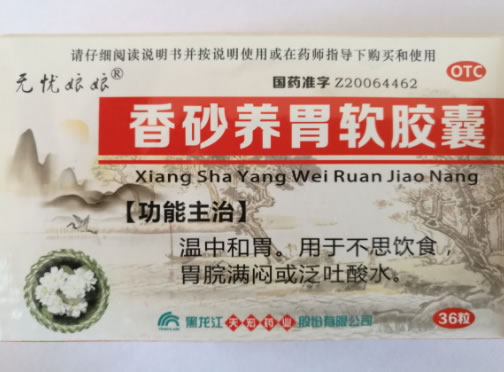 请仔细阅读说明书并按说明使用或在药师指导下购买和使用
无忧娘娘®
国药准字 Z20064462
OTC
香砂养胃软胶囊
Xiang Sha Yang Wei Ruan Jiao Nang
【功能主治】
温中和胃。用于不思饮食,
胃脘满闷或泛吐酸水。
黑龙江天宏药业股份有限公司
36粒